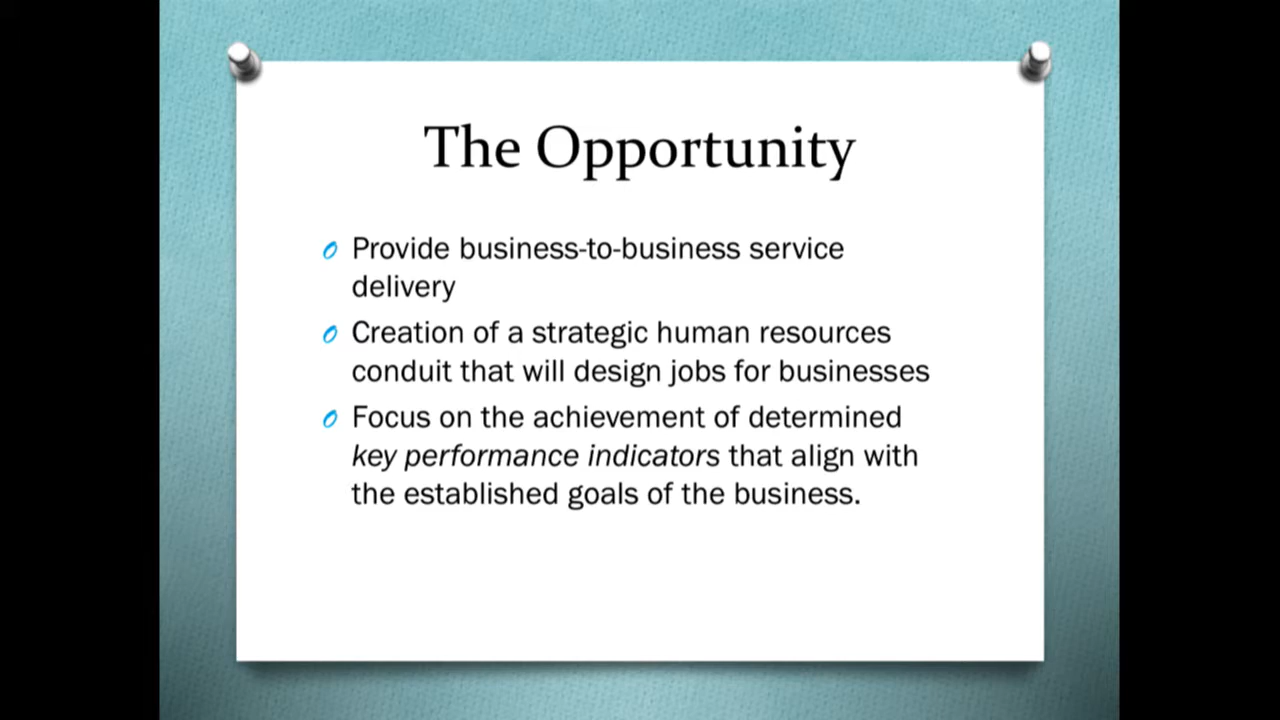 The Opportunity
Provide business-to-business service
delivery
Creation of a strategic human resources
conduit that will design jobs for businesses
Focus on the achievement of determined
key performance indicators that align with
the established goals of the business.